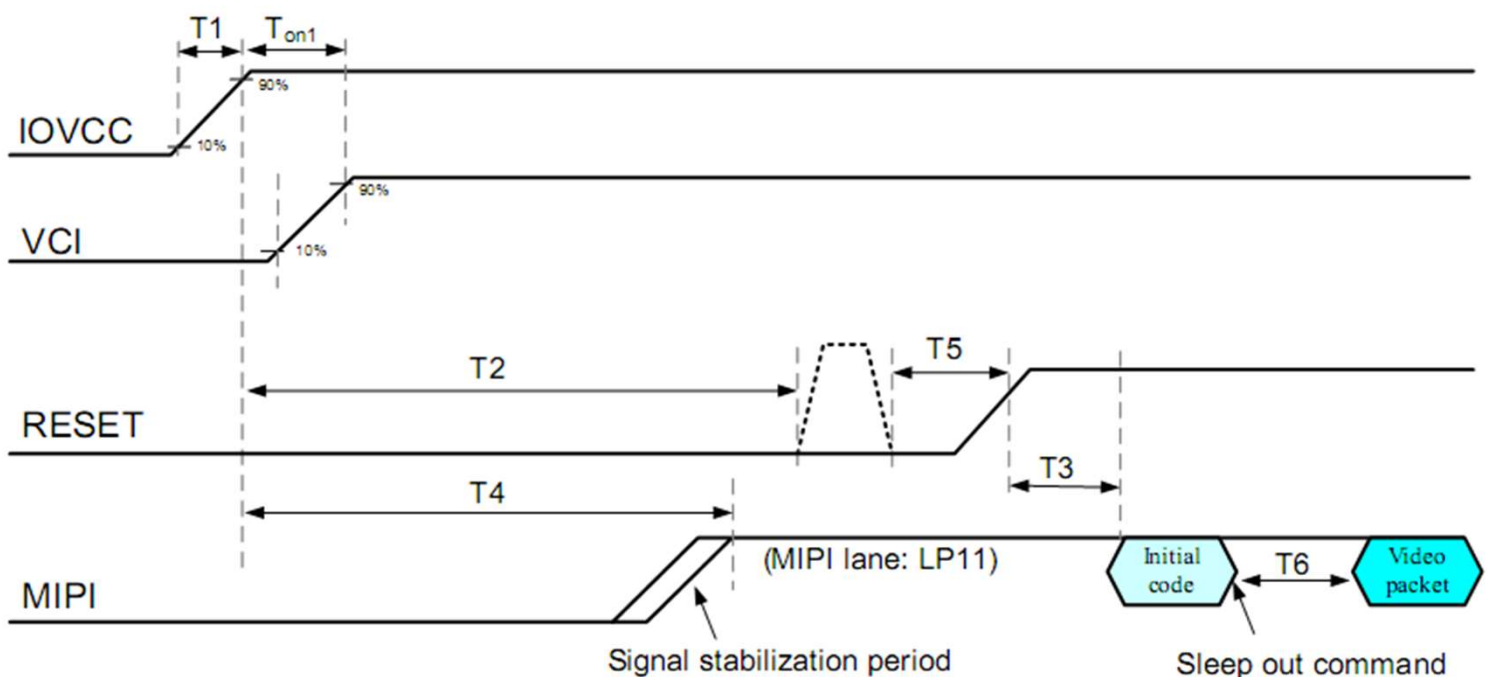 T1
Ton1
90%
IOVCC
10%
90%
VCI
10%
T2
T5
RESET
T3
T4
(MIPI lane: LP11)
Initial
code
T6
Video
packet
MIPI
Signal stabilization period
Sleep out command